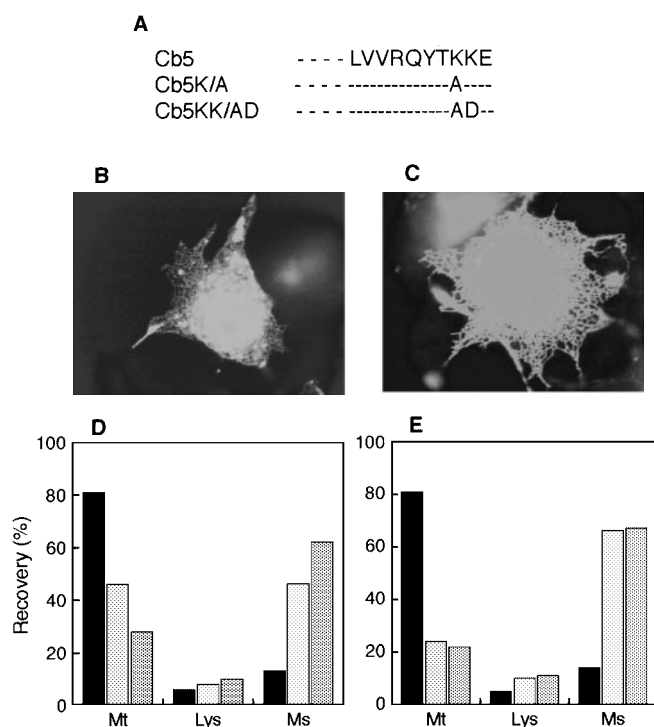 A
Cb5 - - - - LVVRQYTKKE
Cb5K/A - - - - -------------A----
Cb5KK/AD - - - - -------------AD--
B C
D E
100 100
80 80
60 60
40 40
20 20
0 0
Recovery (%)
Mt Lys Ms Mt Lys Ms